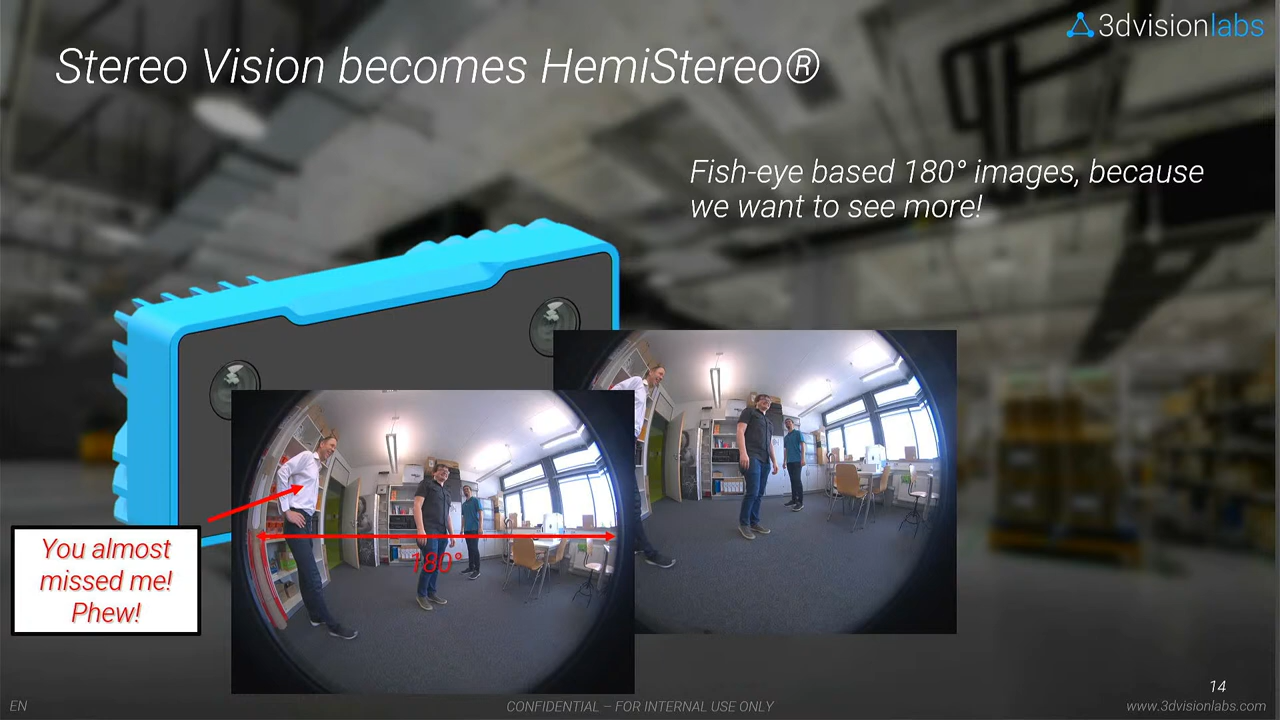 3dvisionlabs
Stereo Vision becomes HemiStereo®
Fish-eye based 180° images, because
we want to see more!
You almost
missed me!
Phew!
180°
14
EN
CONFIDENTIAL – FOR INTERNAL USE ONLY
www.3dvisionlabs.com